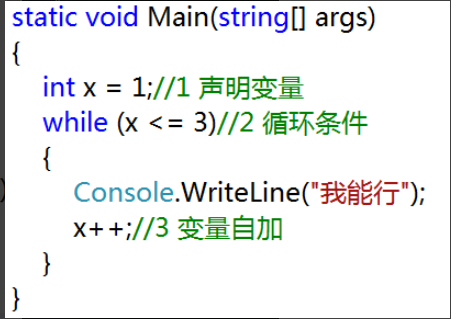 static void Main(string[] args)
{
int x = 1;//1 声明变量
while (x <= 3)//2 循环条件
{
Console.WriteLine("我能行");
x++;//3 变量自加
}
}